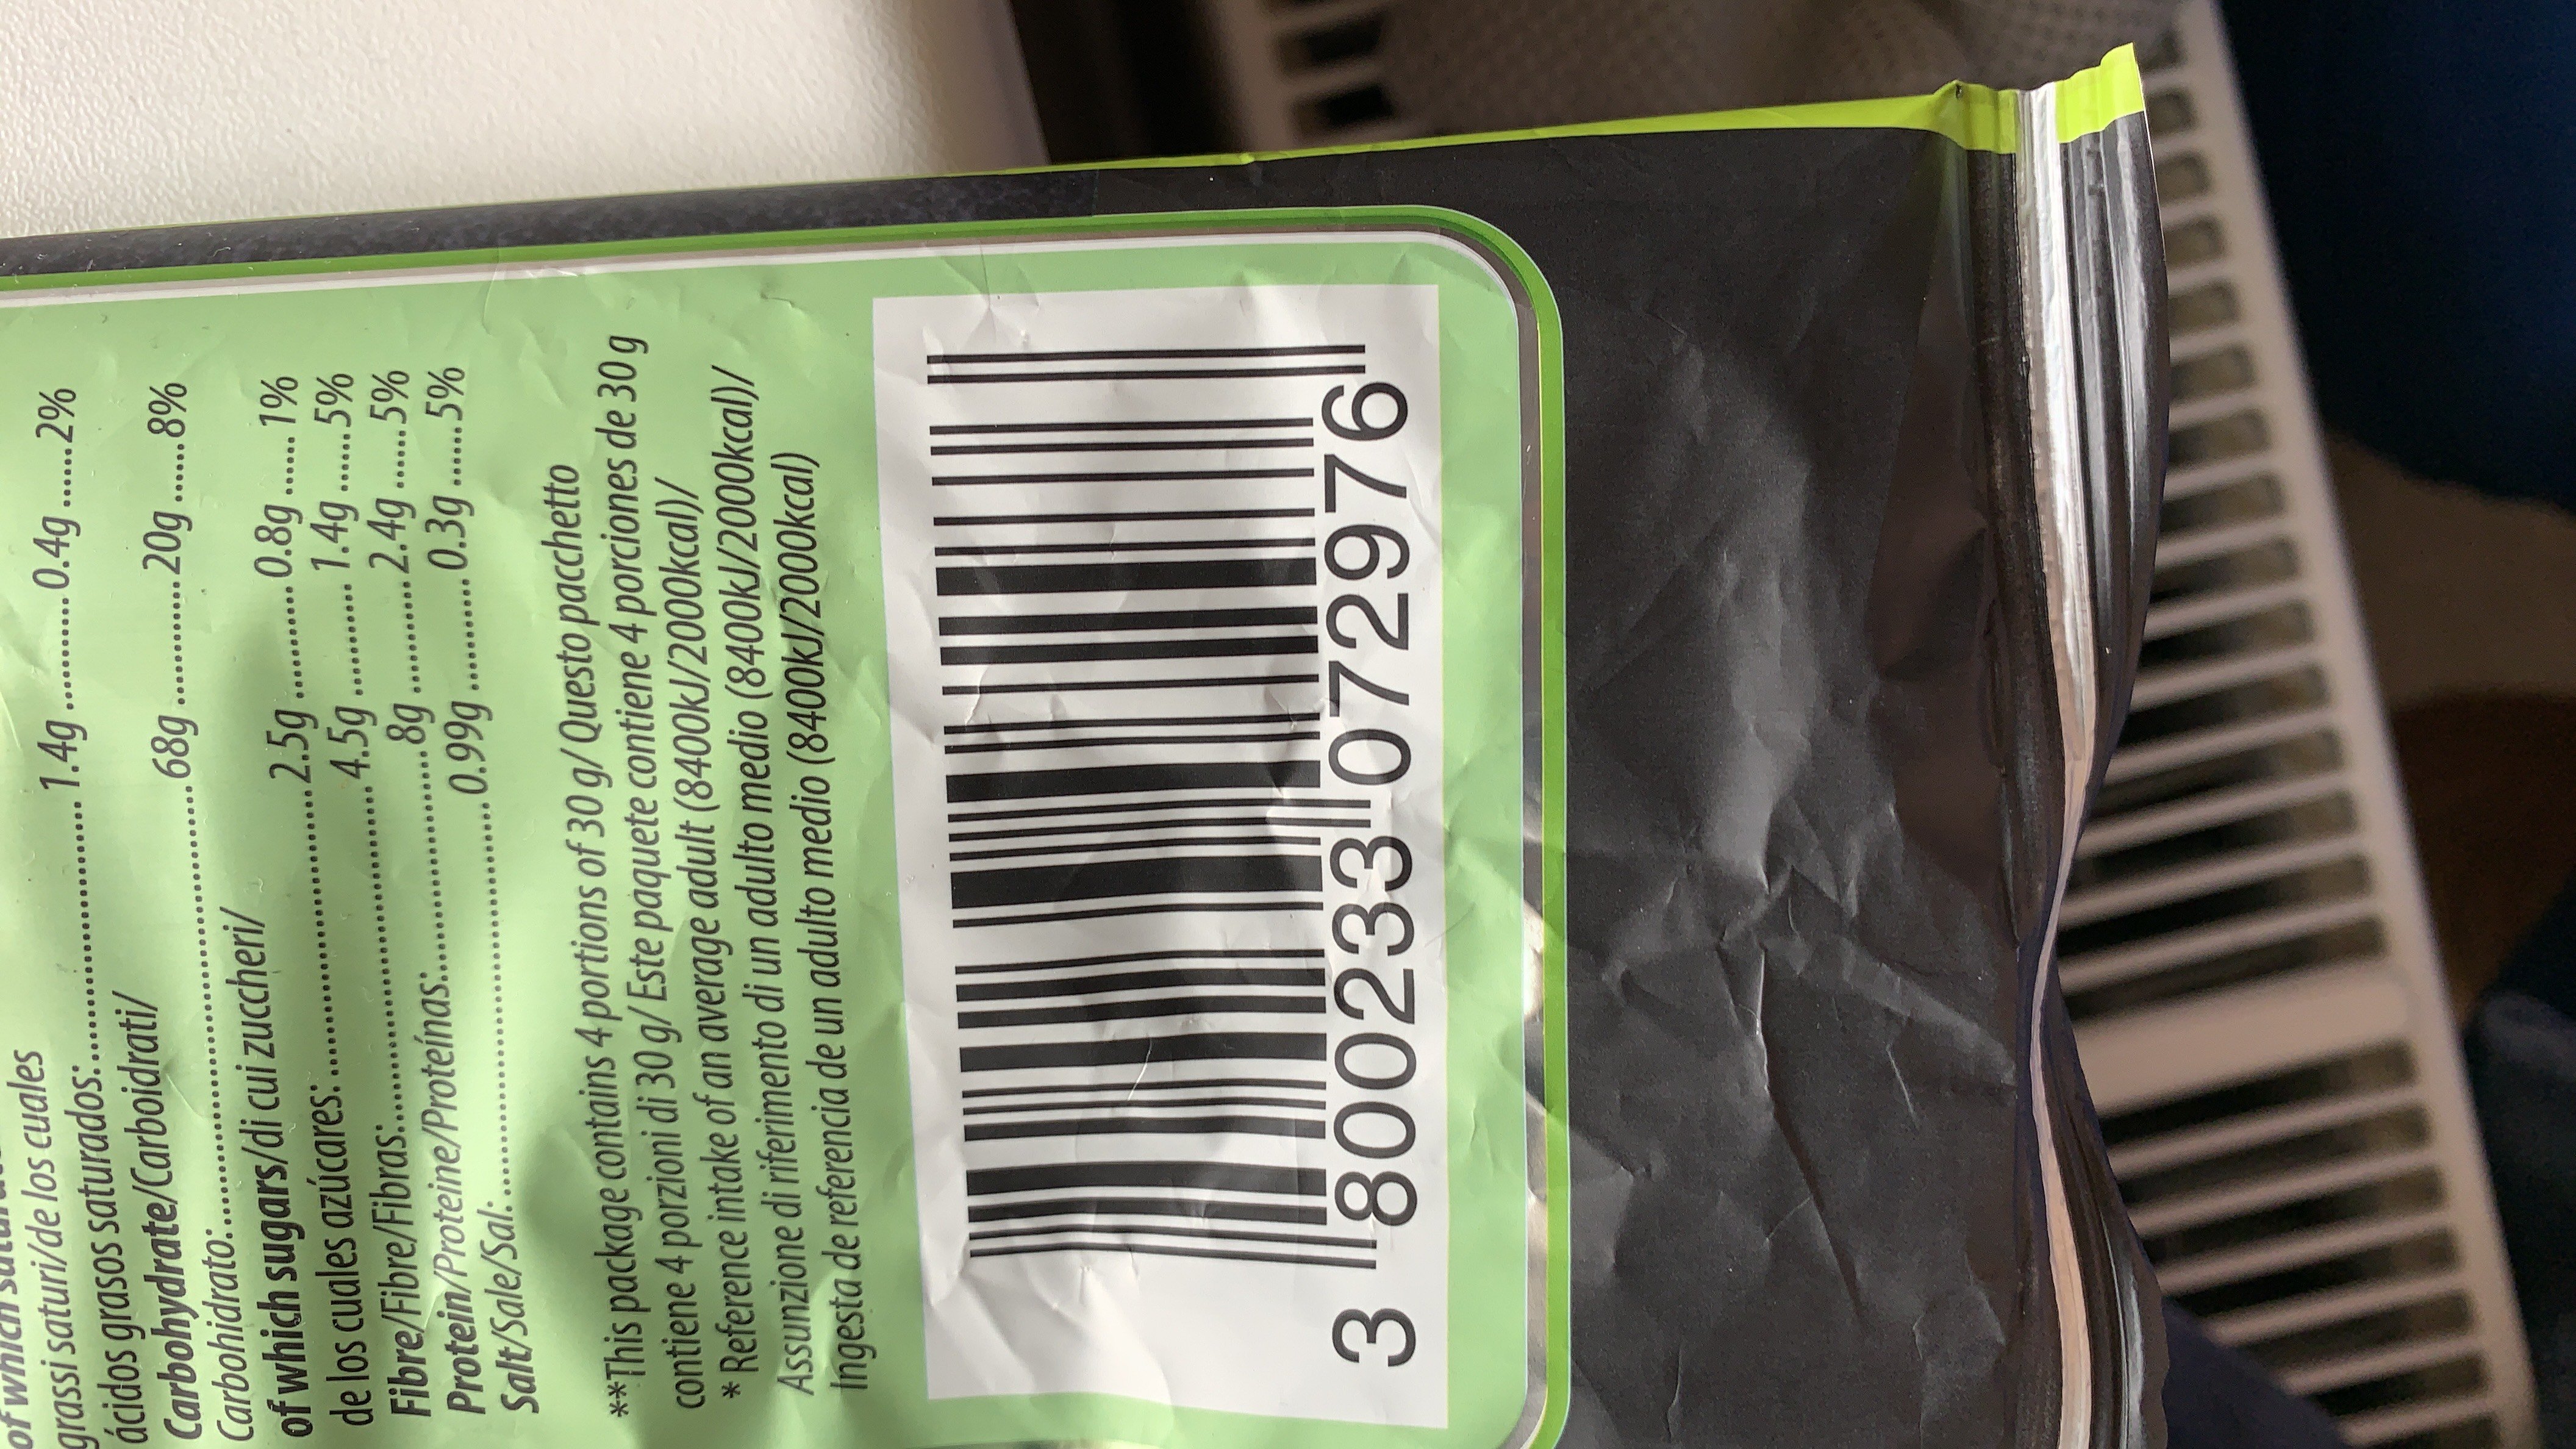 of which
grassi saturi/de los cuales
ácidos grasos saturados:.......... 1.4g .......... 0.4g ...... 2%
Carbohydrate/Carboidrati/
Carbohidrato:.......... 68g .......... 20g ...... 8%
of which sugars/di cui zuccheri/
de los cuales azúcares:.......... 2.5g .......... 0.8g ...... 1%
Fibre/Fibre/Fibras:.......... 4.5g .......... 1.4g ...... 5%
Protein/Proteine/Proteínas:.......... 8g .......... 2.4g ...... 5%
Salt/Sale/Sal:.......... 0.99g .......... 0.3g ...... 5%
**This package contains 4 portions of 30 g/ Questo pacchetto
contiene 4 porzioni di 30 g/ Este paquete contiene 4 porciones de 30 g
* Reference intake of an average adult (8400kJ/2000kcal)/
Assunzione di riferimento di un adulto medio (8400kJ/2000kcal)/
Ingesta de referencia de un adulto medio (8400kJ/2000kcal)
3 800233 072976